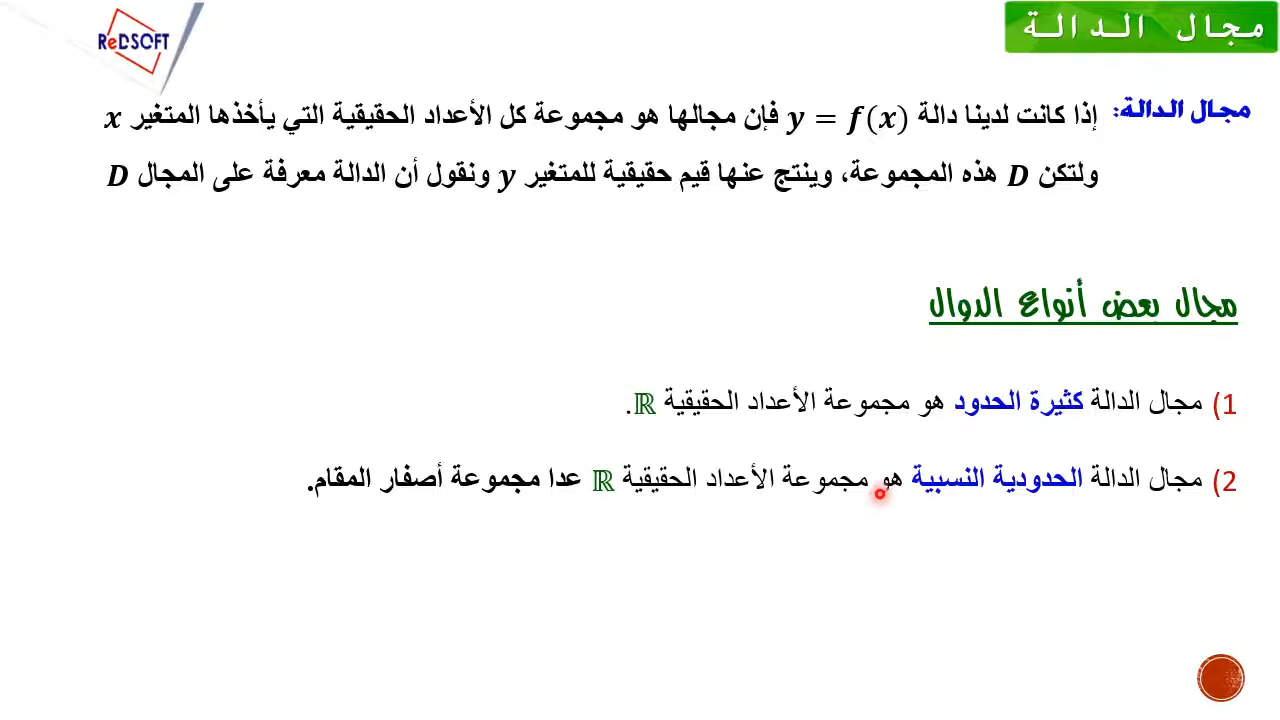 ReDSOFT
مجال الدالة
مجال الدالة: إذا كانت لدينا دالة y = f(x) فإن مجالها هو مجموعة كل الأعداد الحقيقية التي يأخذها المتغير x
ولتكن D هذه المجموعة، وينتج عنها قيم حقيقية للمتغير y ونقول أن الدالة معرفة على المجال D
مجال بعض أنواع الدوال
1) مجال الدالة كثيرة الحدود هو مجموعة الأعداد الحقيقية ℝ.
2) مجال الدالة الحدودية النسبية هو مجموعة الأعداد الحقيقية ℝ عدا مجموعة أصفار المقام.